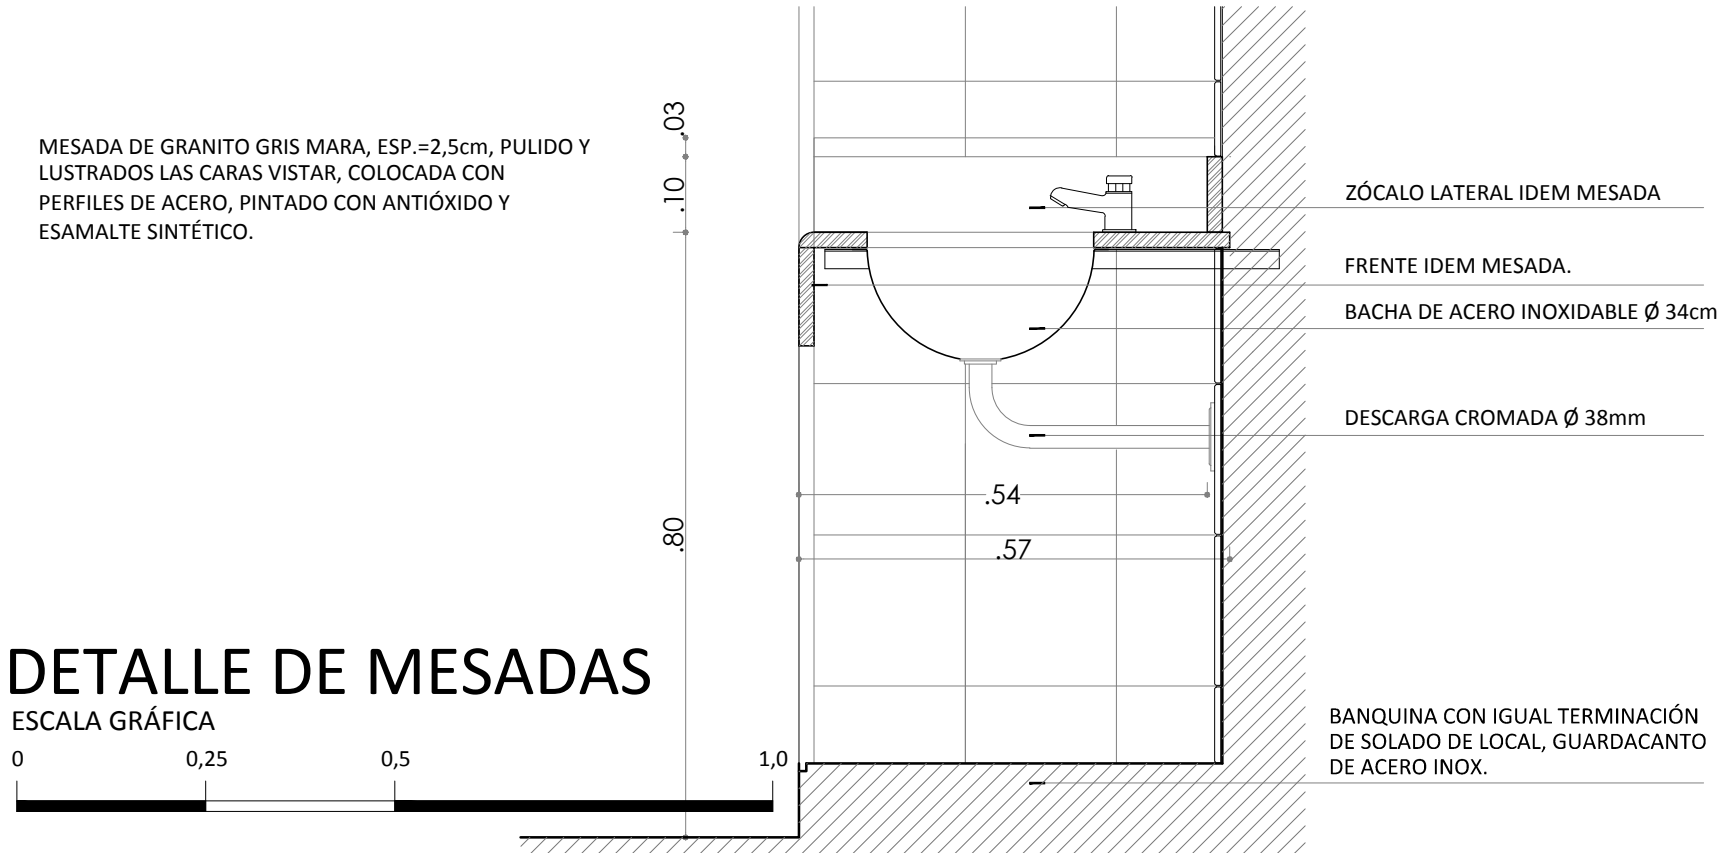 MESADA DE GRANITO GRIS MARA, ESP.=2,5cm, PULIDO Y
LUSTRADOS LAS CARAS VISTAR, COLOCADA CON
PERFILES DE ACERO, PINTADO CON ANTIÓXIDO Y
ESAMALTE SINTÉTICO.
.03
.10
.80
ZÓCALO LATERAL IDEM MESADA
FRENTE IDEM MESADA.
BACHA DE ACERO INOXIDABLE Ø 34cm
DESCARGA CROMADA Ø 38mm
.54
.57
DETALLE DE MESADAS
ESCALA GRÁFICA
0 0,25 0,5 1,0
BANQUINA CON IGUAL TERMINACIÓN
DE SOLADO DE LOCAL, GUARDACANTO
DE ACERO INOX.